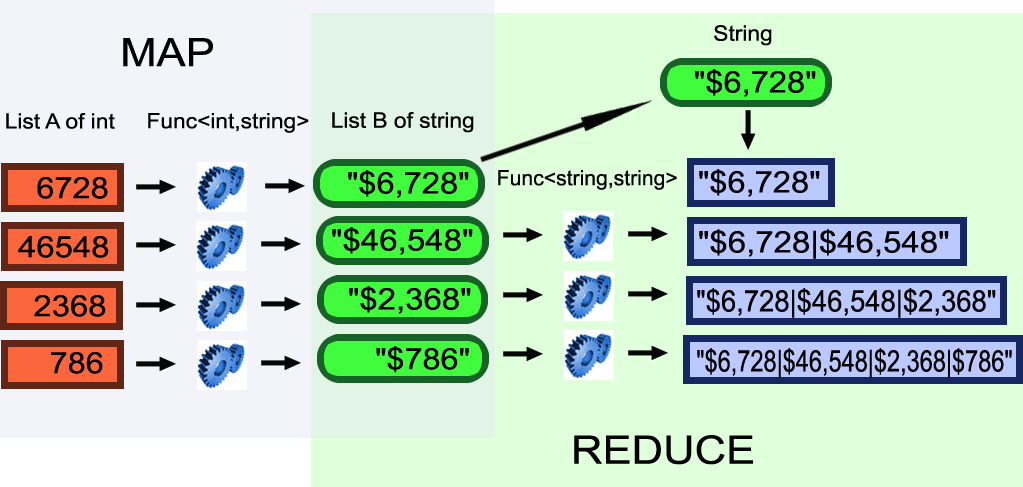 MAP
String
"$6,728"
List A of int
Func<int,string>
List B of string
6728
"$6,728"
Func<string,string>
"$6,728"
46548
"$46,548"
"$6,728|$46,548"
2368
"$2,368"
"$6,728|$46,548|$2,368"
786
"$786"
"$6,728|$46,548|$2,368|$786"
REDUCE